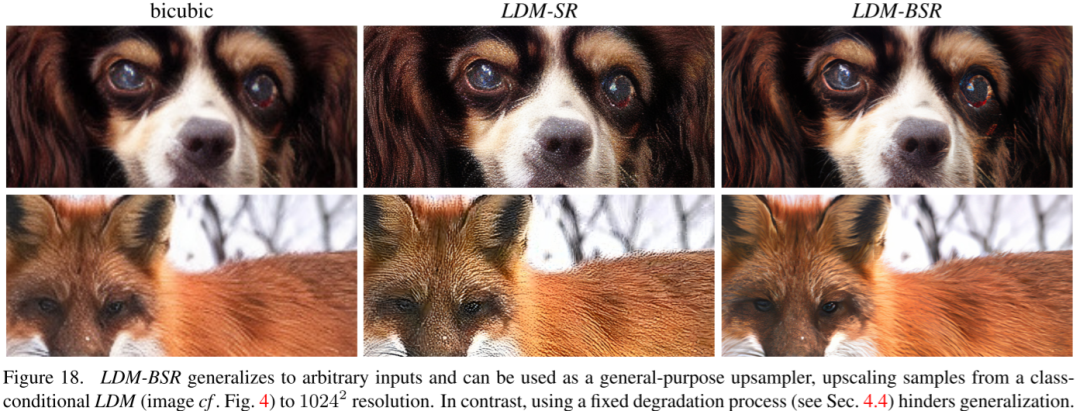 bicubic LDM-SR LDM-BSR
Figure 18. LDM-BSR generalizes to arbitrary inputs and can be used as a general-purpose upsampler, upscaling samples from a class-
conditional LDM (image cf. Fig. 4) to 1024² resolution. In contrast, using a fixed degradation process (see Sec. 4.4) hinders generalization.